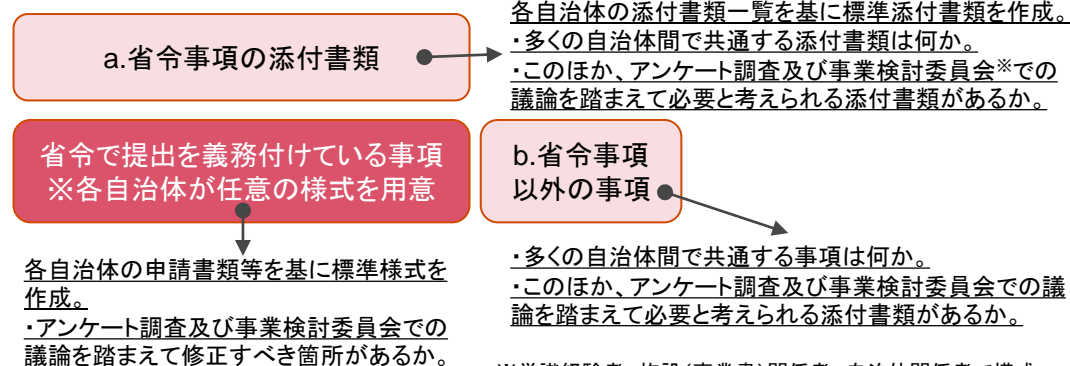 各自治体の添付書類一覧を基に標準添付書類を作成。
・多くの自治体間で共通する添付書類は何か。
・このほか、アンケート調査及び事業検討委員会※での
議論を踏まえて必要と考えられる添付書類があるか。
a.省令事項の添付書類
省令で提出を義務付けている事項
※各自治体が任意の様式を用意
b.省令事項
以外の事項
各自治体の申請書類等を基に標準様式を
作成。
・アンケート調査及び事業検討委員会での
議論を踏まえて修正すべき箇所があるか。
・多くの自治体間で共通する事項は何か。
・このほか、アンケート調査及び事業検討委員会での議
論を踏まえて必要と考えられる添付書類があるか。